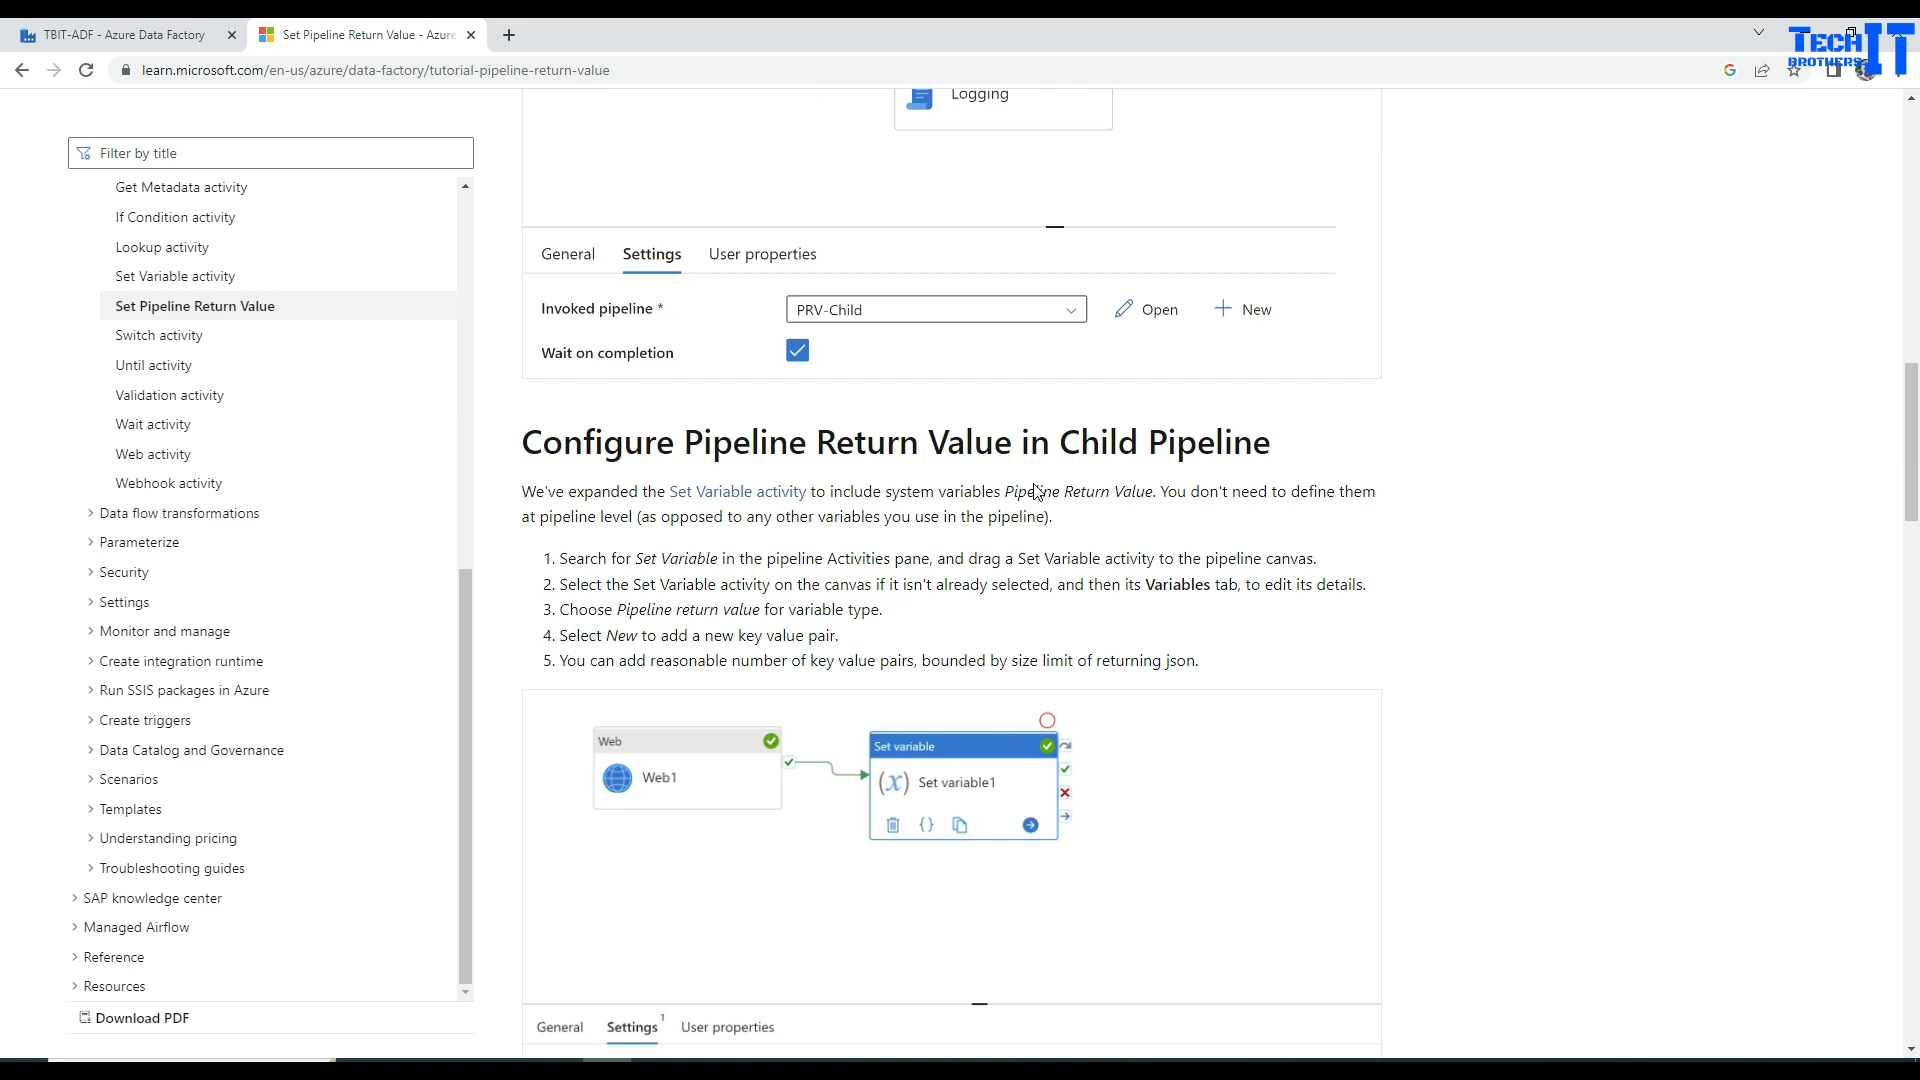 TBIT-ADF - Azure Data Factory
Set Pipeline Return Value - Azure
TECH
BROTHERS
IT
learn.microsoft.com/en-us/azure/data-factory/tutorial-pipeline-return-value
Filter by title
Get Metadata activity
If Condition activity
Lookup activity
Set Variable activity
Set Pipeline Return Value
Switch activity
Until activity
Validation activity
Wait activity
Web activity
Webhook activity
Data flow transformations
Parameterize
Security
Settings
Monitor and manage
Create integration runtime
Run SSIS packages in Azure
Create triggers
Data Catalog and Governance
Scenarios
Templates
Understanding pricing
Troubleshooting guides
SAP knowledge center
Managed Airflow
Reference
Resources
Download PDF
Logging
General Settings User properties
Invoked pipeline * PRV-Child Open New
Wait on completion
Configure Pipeline Return Value in Child Pipeline
We've expanded the Set Variable activity to include system variables Pipeline Return Value. You don't need to define them
at pipeline level (as opposed to any other variables you use in the pipeline).
1. Search for Set Variable in the pipeline Activities pane, and drag a Set Variable activity to the pipeline canvas.
2. Select the Set Variable activity on the canvas if it isn't already selected, and then its Variables tab, to edit its details.
3. Choose Pipeline return value for variable type.
4. Select New to add a new key value pair.
5. You can add reasonable number of key value pairs, bounded by size limit of returning json.
Web
Web1
Set variable
(x) Set variable1
{}
General Settings 1 User properties